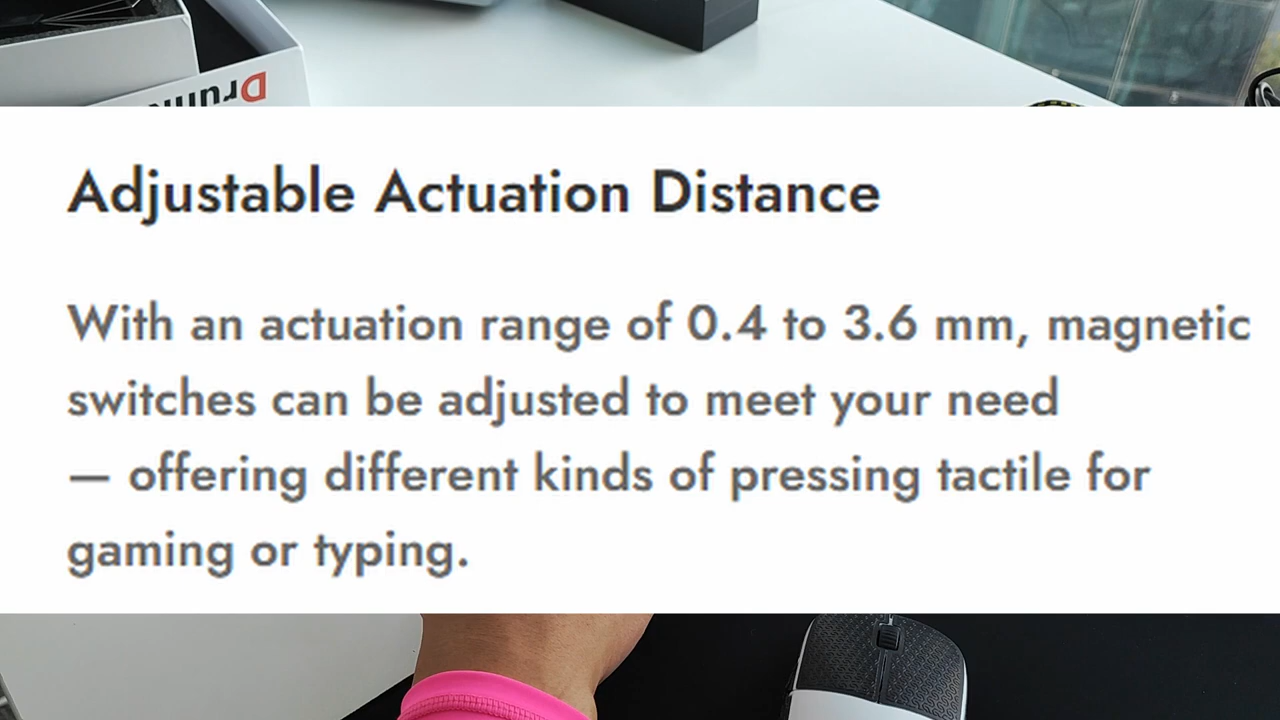 Adjustable Actuation Distance
With an actuation range of 0.4 to 3.6 mm, magnetic
switches can be adjusted to meet your need
— offering different kinds of pressing tactile for
gaming or typing.